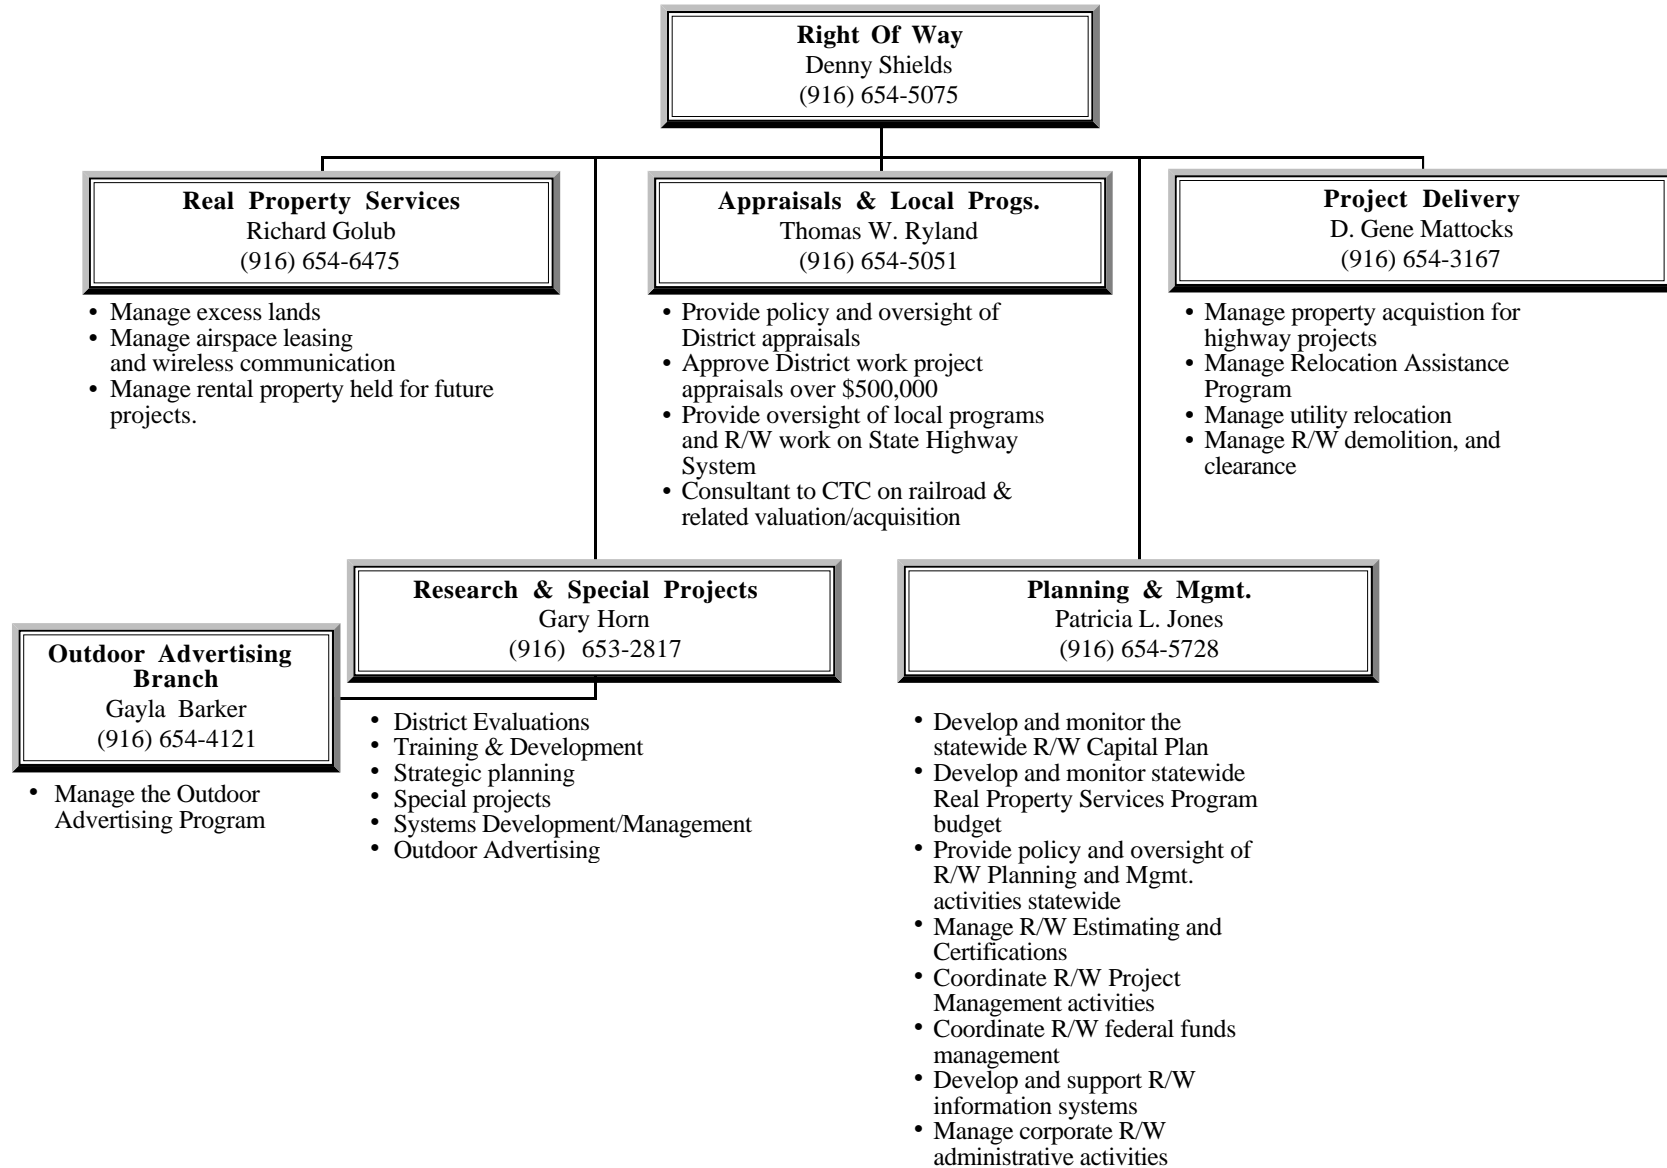 Right Of Way
Denny Shields
(916) 654-5075
Real Property Services
Richard Golub
(916) 654-6475
• Manage excess lands
• Manage airspace leasing
and wireless communication
• Manage rental property held for future
projects.
Appraisals & Local Progs.
Thomas W. Ryland
(916) 654-5051
• Provide policy and oversight of
District appraisals
• Approve District work project
appraisals over $500,000
• Provide oversight of local programs
and R/W work on State Highway
System
• Consultant to CTC on railroad &
related valuation/acquisition
Project Delivery
D. Gene Mattocks
(916) 654-3167
• Manage property acquistion for
highway projects
• Manage Relocation Assistance
Program
• Manage utility relocation
• Manage R/W demolition, and
clearance
Outdoor Advertising
Branch
Gayla Barker
(916) 654-4121
• Manage the Outdoor
Advertising Program
Research & Special Projects
Gary Horn
(916) 653-2817
• District Evaluations
• Training & Development
• Strategic planning
• Special projects
• Systems Development/Management
• Outdoor Advertising
Planning & Mgmt.
Patricia L. Jones
(916) 654-5728
• Develop and monitor the
statewide R/W Capital Plan
• Develop and monitor statewide
Real Property Services Program
budget
• Provide policy and oversight of
R/W Planning and Mgmt.
activities statewide
• Manage R/W Estimating and
Certifications
• Coordinate R/W Project
Management activities
• Coordinate R/W federal funds
management
• Develop and support R/W
information systems
• Manage corporate R/W
administrative activities